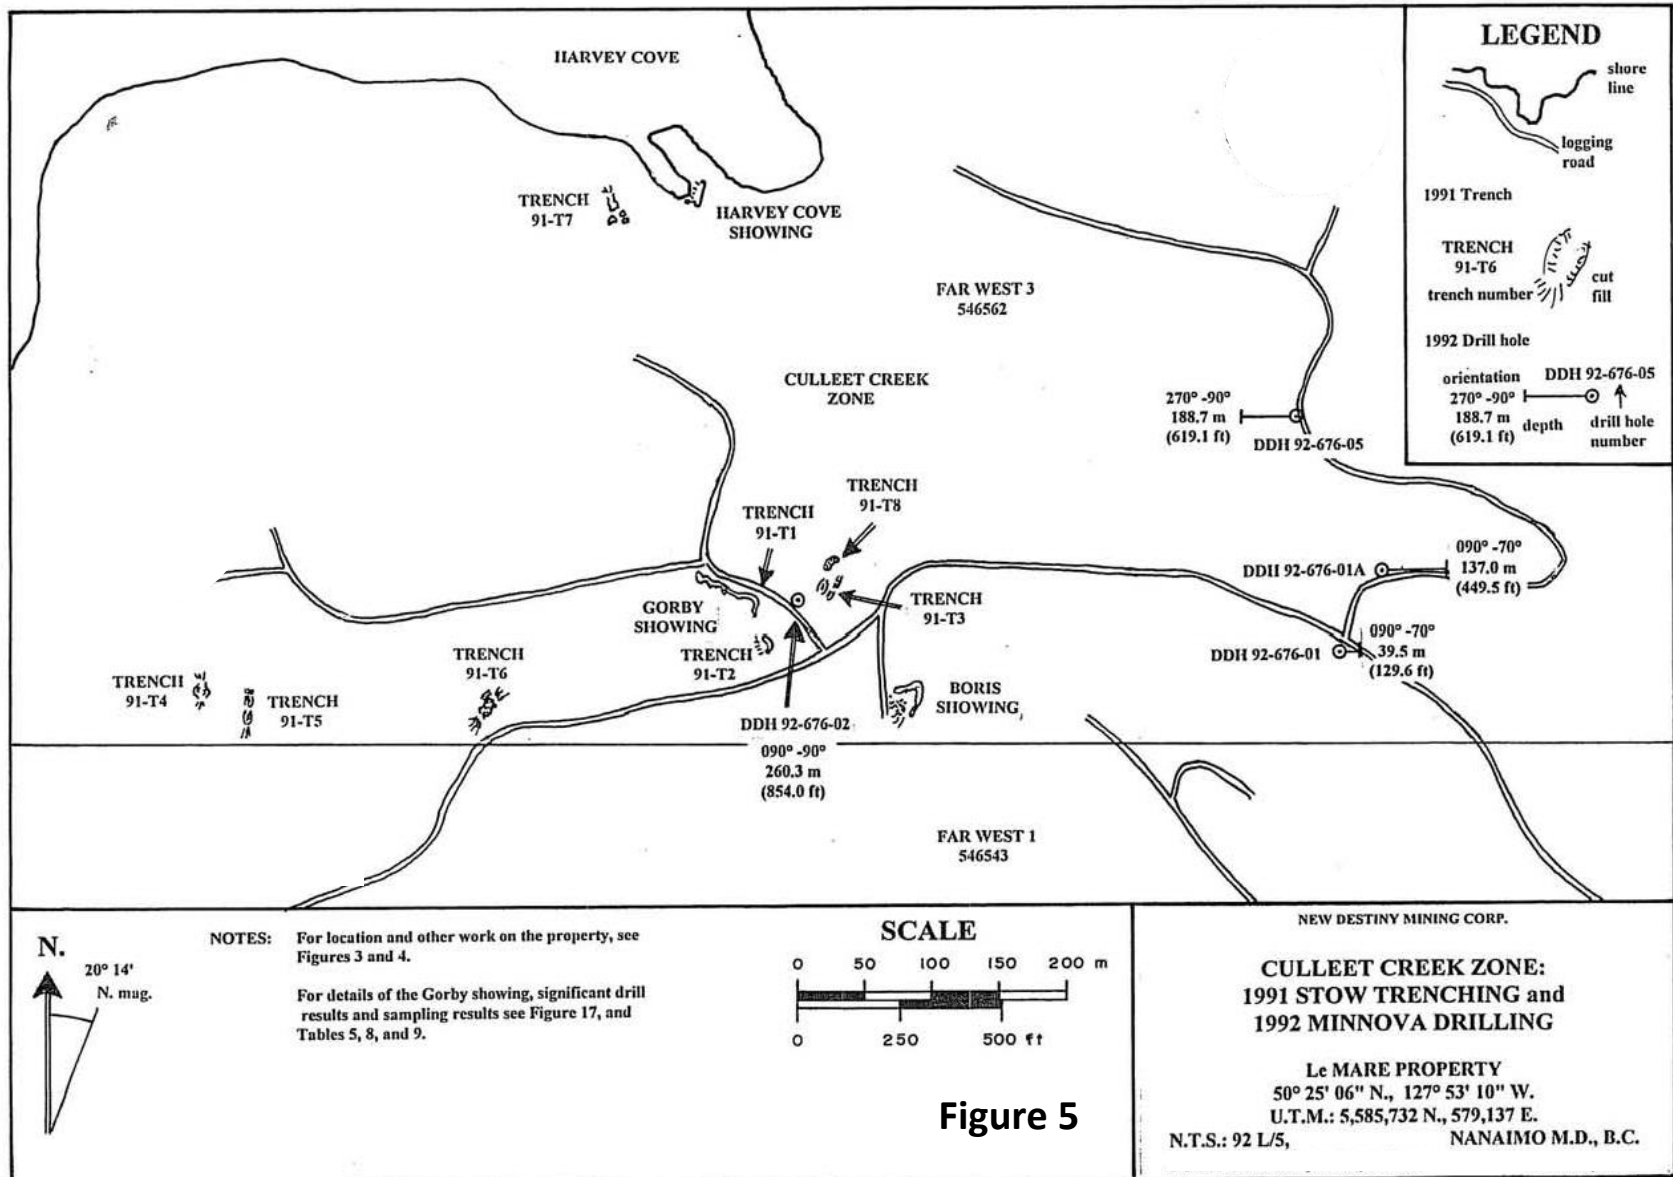 HARVEY COVE
TRENCH
91-T7
HARVEY COVE
SHOWING
FAR WEST 3
546562
CULLEET CREEK
ZONE
270° -90°
188.7 m
(619.1 ft)
DDH 92-676-05
TRENCH
91-T8
TRENCH
91-T1
090° -70°
137.0 m
(449.5 ft)
DDH 92-676-01A
GORBY
SHOWING
TRENCH
91-T3
090° -70°
39.5 m
(129.6 ft)
DDH 92-676-01
TRENCH
91-T2
TRENCH
91-T6
TRENCH
91-T4
TRENCH
91-T5
BORIS
SHOWING
DDH 92-676-02
090° -90°
260.3 m
(854.0 ft)
FAR WEST 1
546543
LEGEND
shore
line
logging
road
1991 Trench
TRENCH
91-T6
trench number
cut
fill
1992 Drill hole
orientation
270° -90°
188.7 m
(619.1 ft)
depth
DDH 92-676-05
drill hole
number
N.
20° 14'
N. mag.
NOTES: For location and other work on the property, see
Figures 3 and 4.
For details of the Gorby showing, significant drill
results and sampling results see Figure 17, and
Tables 5, 8, and 9.
SCALE
0 50 100 150 200 m
0 250 500 ft
Figure 5
NEW DESTINY MINING CORP.
CULLEET CREEK ZONE:
1991 STOW TRENCHING and
1992 MINNOVA DRILLING
Le MARE PROPERTY
50° 25' 06" N., 127° 53' 10" W.
U.T.M.: 5,585,732 N., 579,137 E.
N.T.S.: 92 L/5, NANAIMO M.D., B.C.